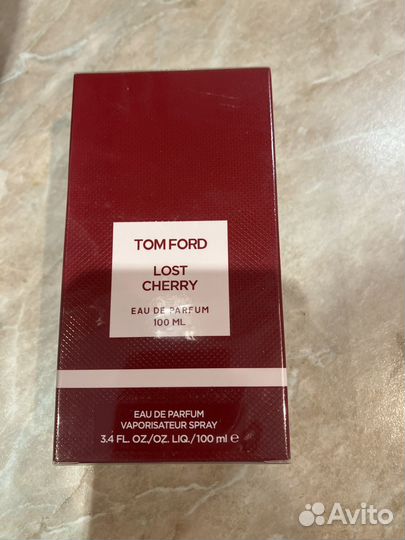 TOM FORD
LOST
CHERRY
EAU DE PARFUM
100 ML
EAU DE PARFUM
VAPORISATEUR SPRAY
3.4 FL. OZ./OZ. LIQ./100 ml ℮
Avito